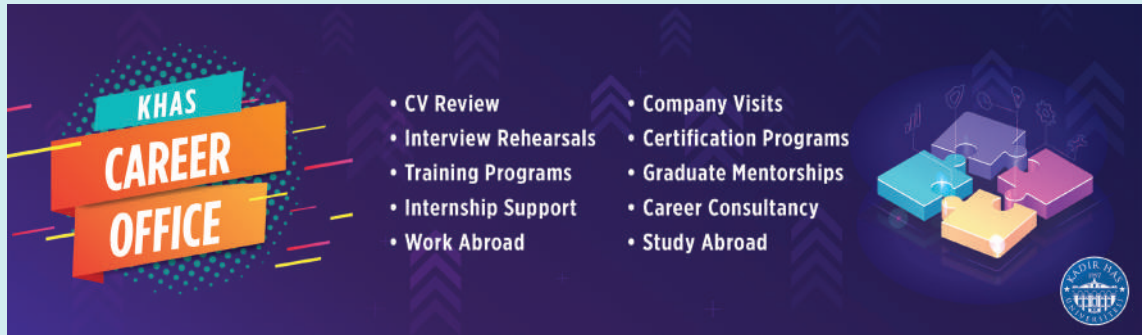 KHAS
CAREER
OFFICE
• CV Review
• Interview Rehearsals
• Training Programs
• Internship Support
• Work Abroad
• Company Visits
• Certification Programs
• Graduate Mentorships
• Career Consultancy
• Study Abroad
KADIR HAS
1997
ÜNİVERSİTESİ